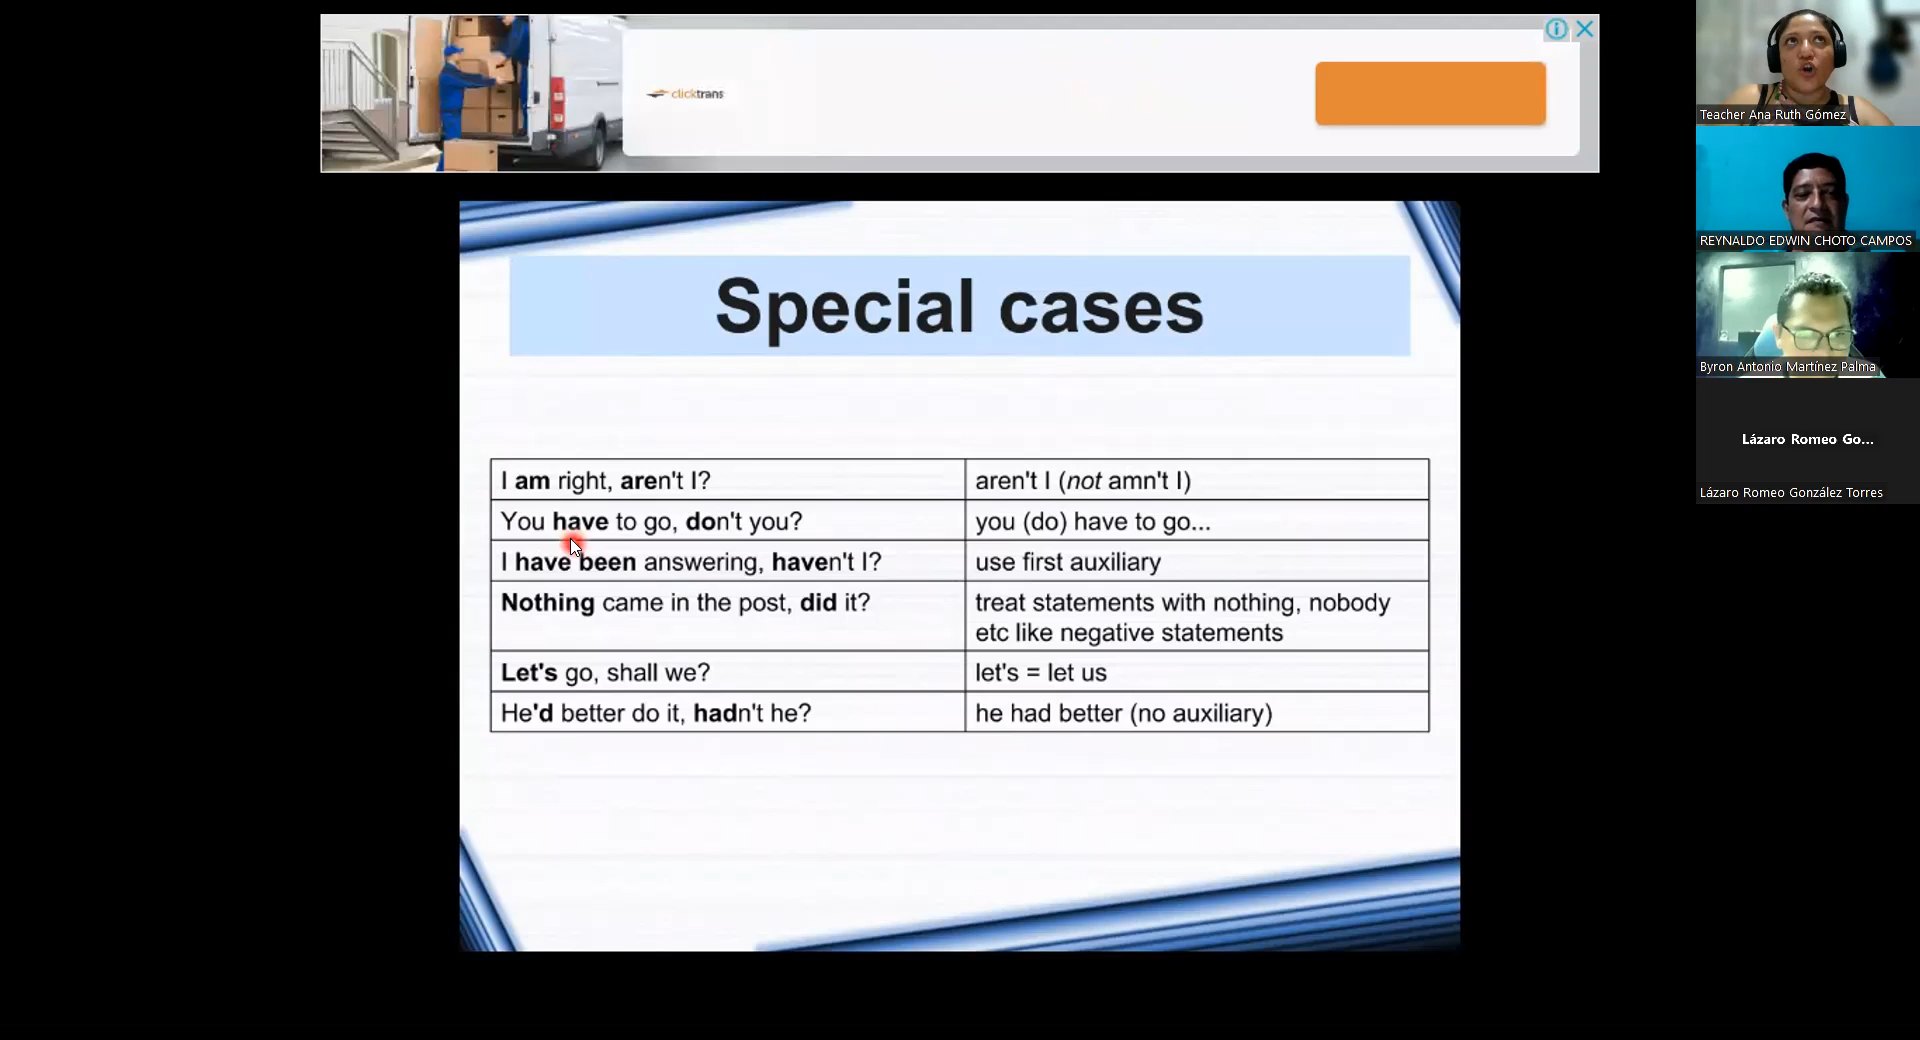 clicktrans
Special cases
I am right, aren't I?
aren't I (not amn't I)
You have to go, don't you?
you (do) have to go...
I have been answering, haven't I?
use first auxiliary
Nothing came in the post, did it?
treat statements with nothing, nobody
etc like negative statements
Let's go, shall we?
let's = let us
He'd better do it, hadn't he?
he had better (no auxiliary)
Teacher Ana Ruth Gómez
REYNALDO EDWIN CHOTO CAMPOS
Byron Antonio Martínez Palma
Lázaro Romeo Go...
Lázaro Romeo González Torres